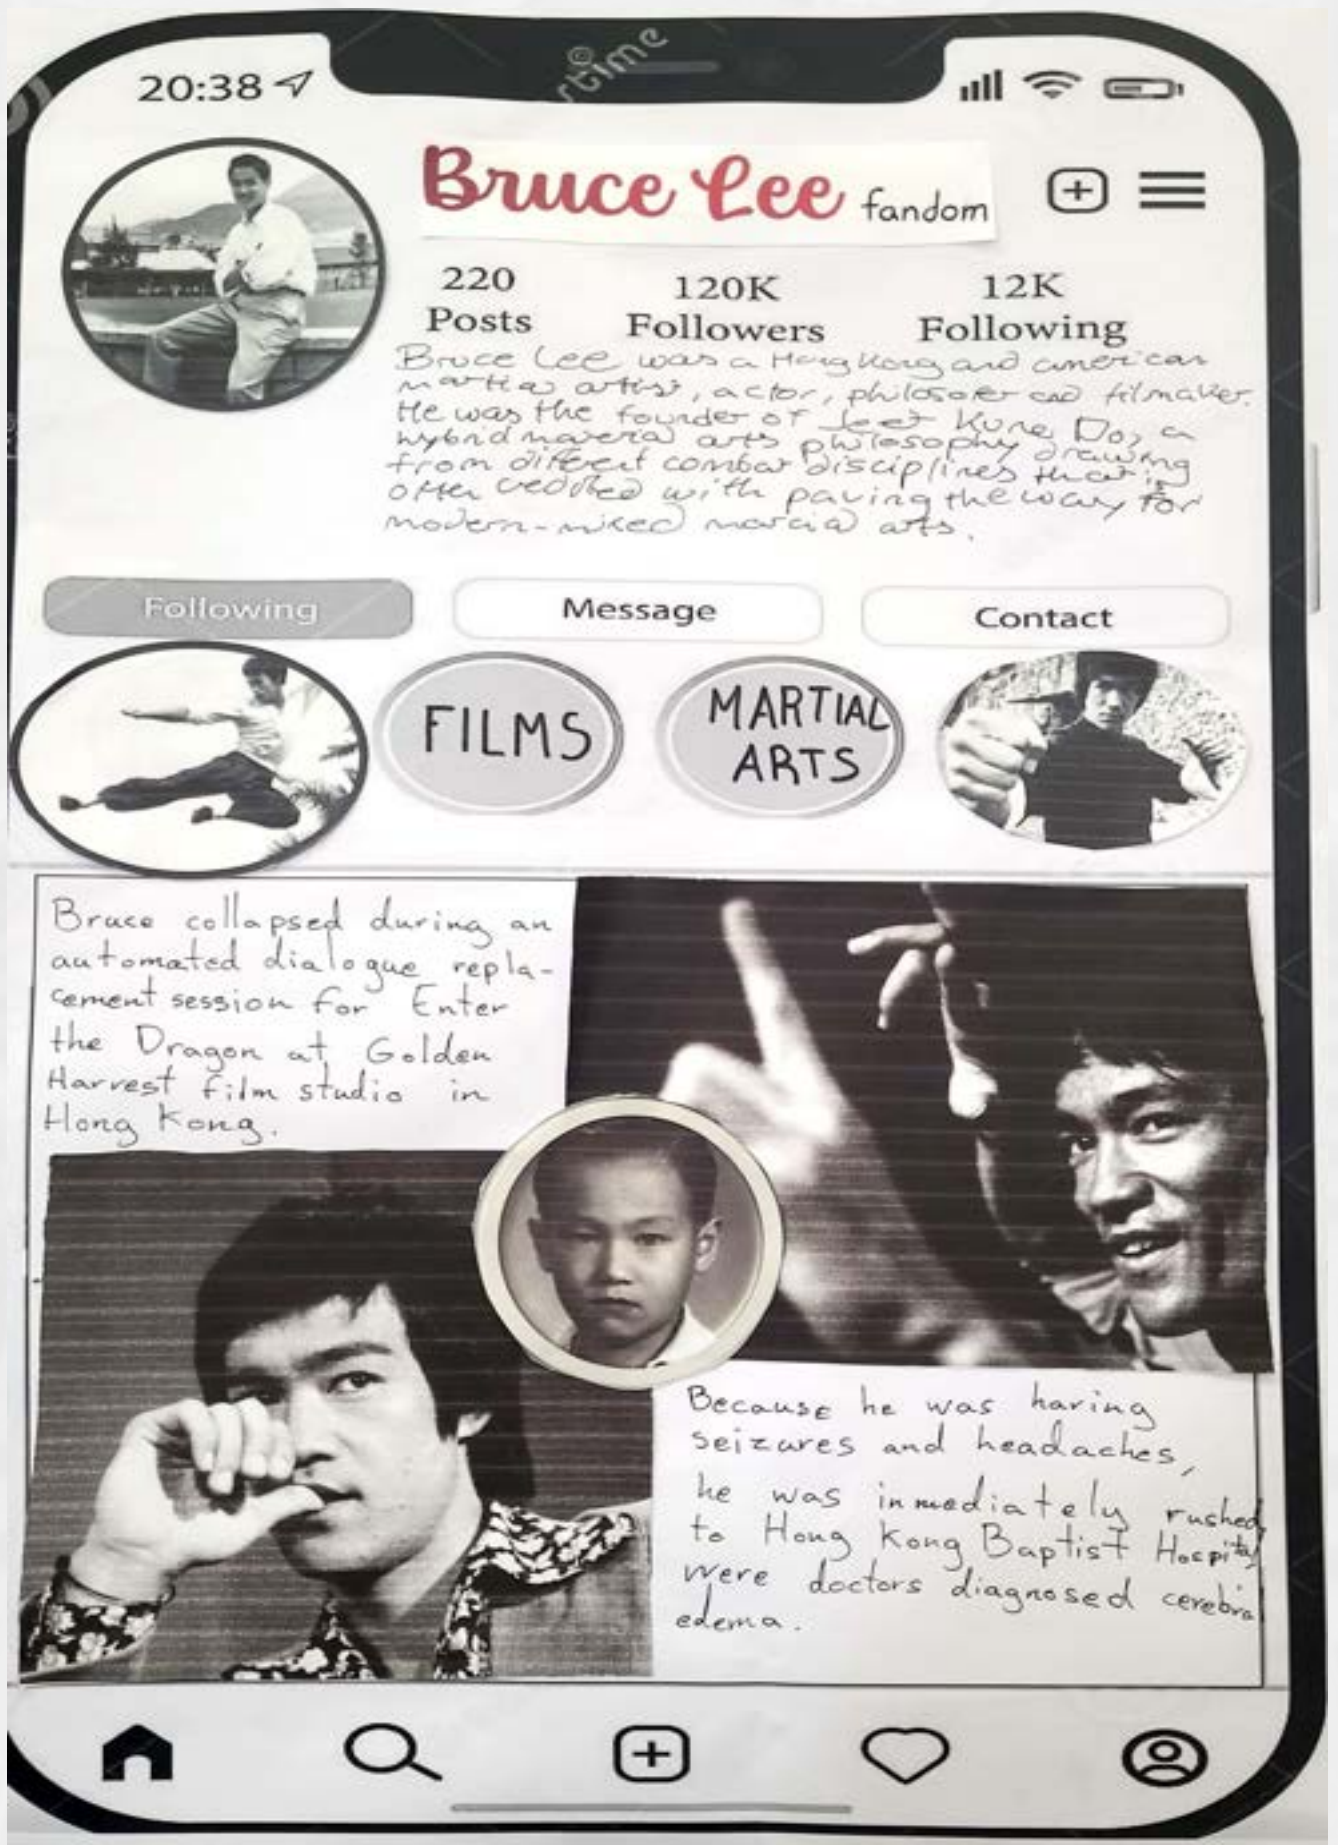 rtime
20:38
Bruce Lee fandom
220 Posts
120K Followers
12K Following
Bruce Lee was a Hong Kong and american
martial artist, actor, philosofer and filmaker.
He was the founder of Jeet Kune Do, a
hybrid marcial arts philosophy drawing
from different combat disciplines that is
often credited with paving the way for
modern-mixed marcial arts.
Following
Message
Contact
FILMS
MARTIAL
ARTS
Bruce collapsed during an
automated dialogue repla-
cement session for Enter
the Dragon at Golden
Harvest film studio in
Hong Kong.
Because he was having
seizures and headaches,
he was inmediately rushed
to Hong Kong Baptist Hospital
were doctors diagnosed cerebral
edema.